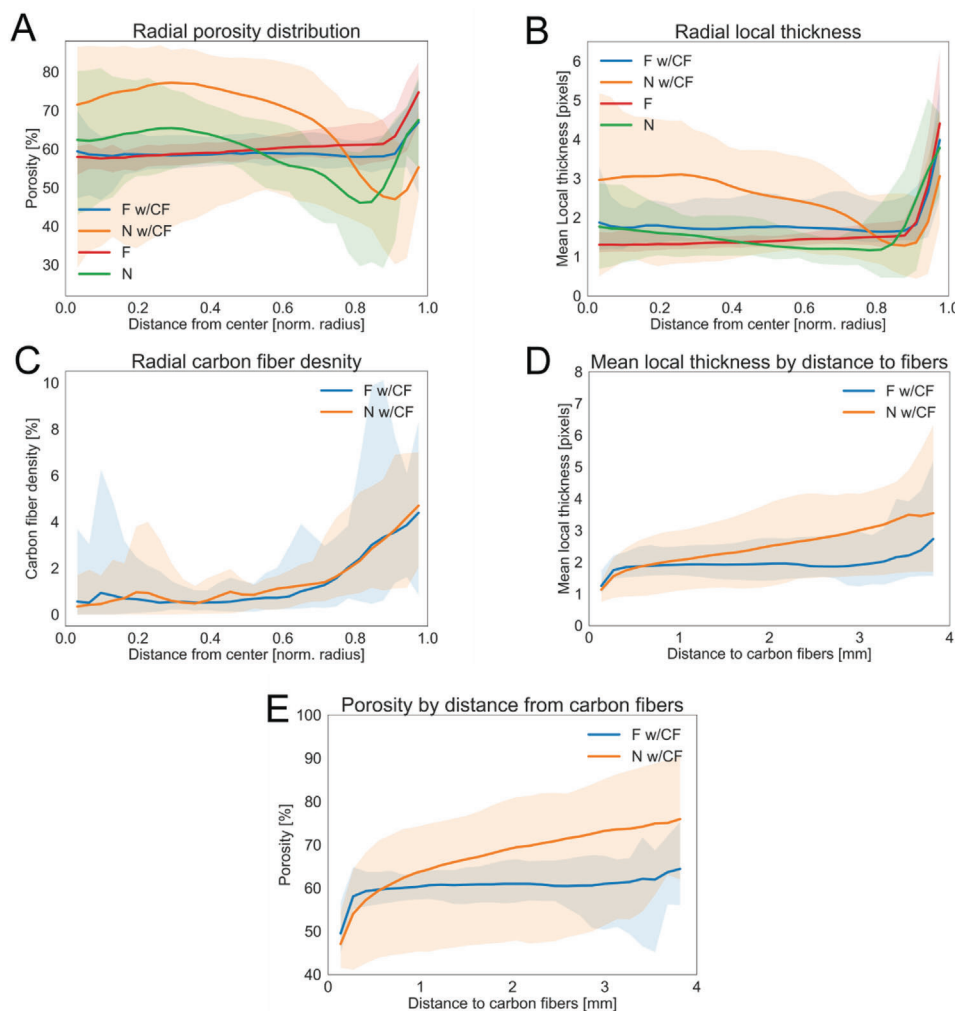 A
Radial porosity distribution
Porosity [%]
80
70
60
50
40
30
F w/CF
N w/CF
F
N
0.0 0.2 0.4 0.6 0.8 1.0
Distance from center [norm. radius]
B
Radial local thickness
Mean Local thickness [pixels]
6
5
4
3
2
1
0
F w/CF
N w/CF
F
N
0.0 0.2 0.4 0.6 0.8 1.0
Distance from center [norm. radius]
C
Radial carbon fiber desnity
Carbon fiber density [%]
10
8
6
4
2
0
F w/CF
N w/CF
0.0 0.2 0.4 0.6 0.8 1.0
Distance from center [norm. radius]
D
Mean local thickness by distance to fibers
Mean local thickness [pixels]
8
7
6
5
4
3
2
1
0
F w/CF
N w/CF
0 1 2 3 4
Distance to carbon fibers [mm]
E
Porosity by distance from carbon fibers
Porosity [%]
100
90
80
70
60
50
40
F w/CF
N w/CF
0 1 2 3 4
Distance to carbon fibers [mm]